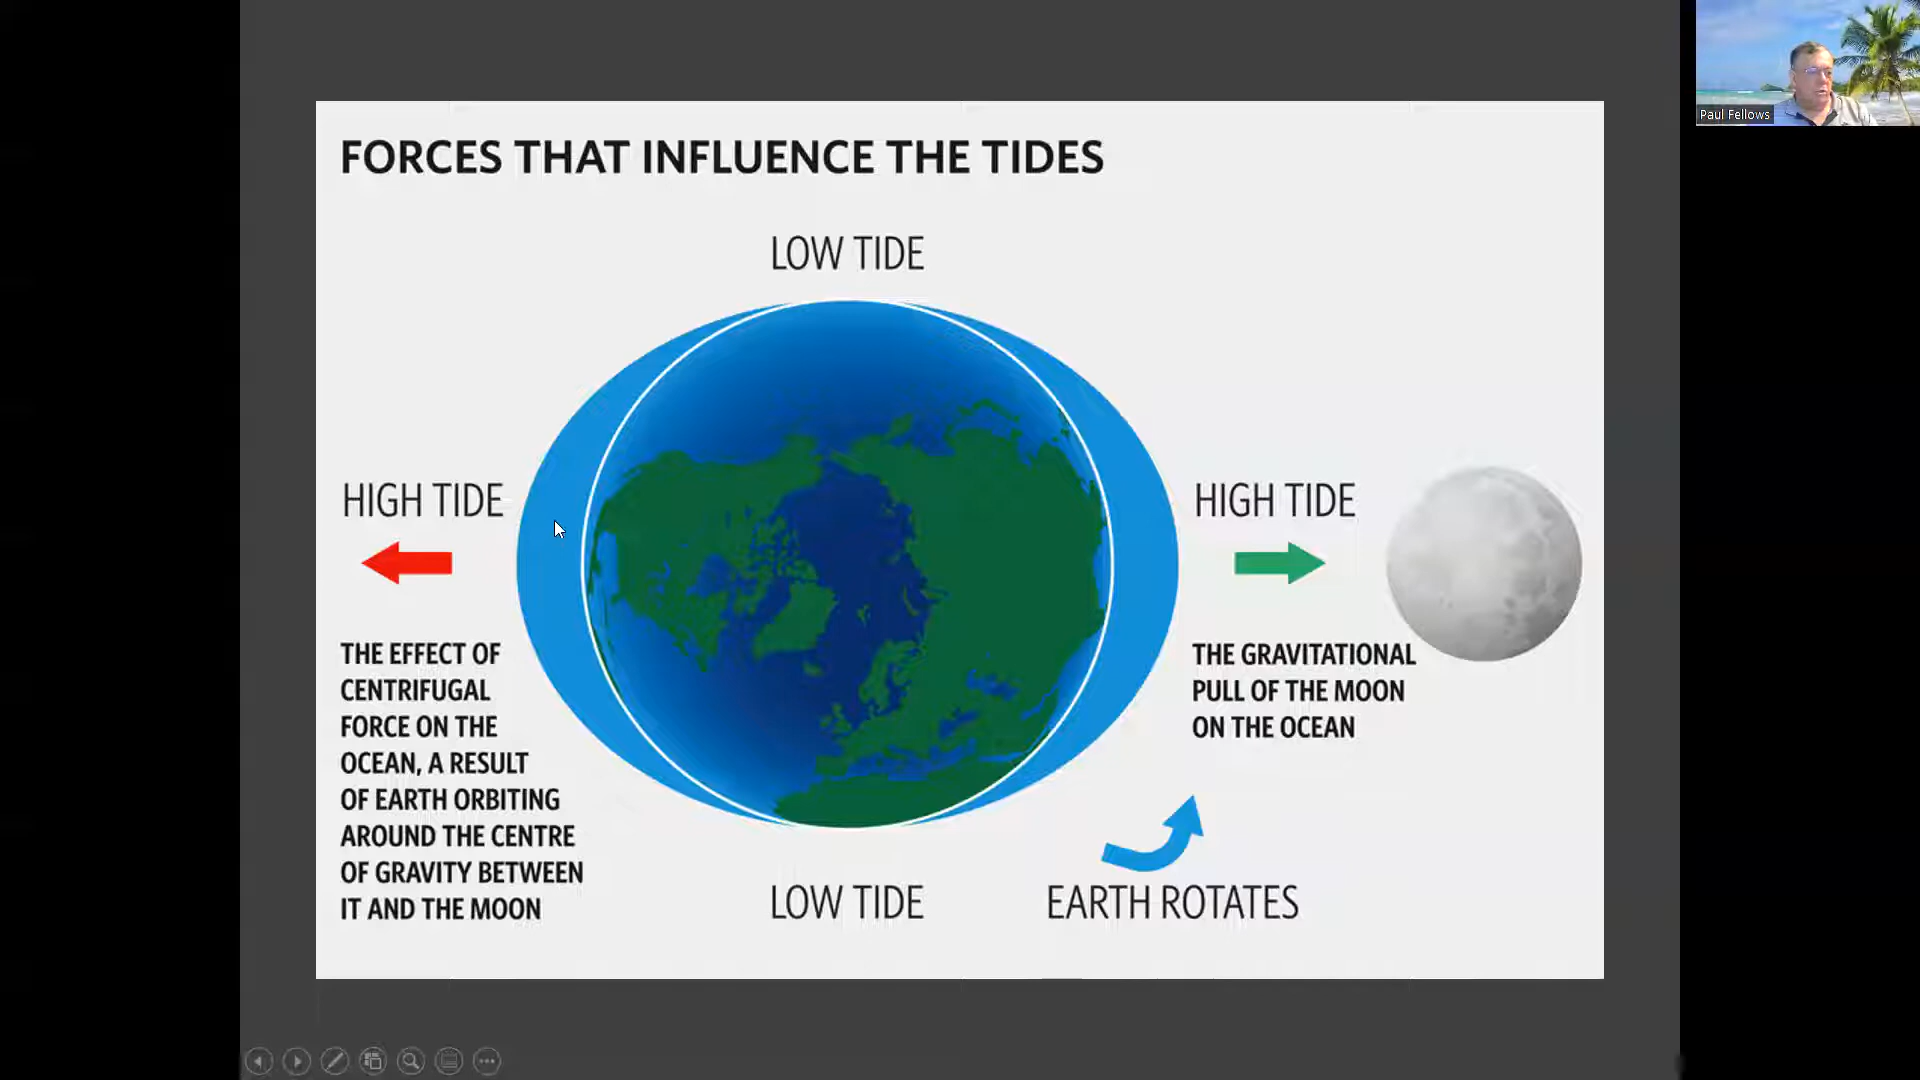 Paul Fellows
FORCES THAT INFLUENCE THE TIDES
LOW TIDE
HIGH TIDE
HIGH TIDE
THE EFFECT OF
CENTRIFUGAL
FORCE ON THE
OCEAN, A RESULT
OF EARTH ORBITING
AROUND THE CENTRE
OF GRAVITY BETWEEN
IT AND THE MOON
THE GRAVITATIONAL
PULL OF THE MOON
ON THE OCEAN
LOW TIDE
EARTH ROTATES